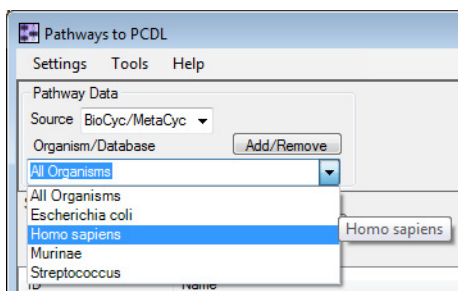 Pathways to PCDL
Settings Tools Help
Pathway Data
Source BioCyc/MetaCyc
Organism/Database Add/Remove
All Organisms
All Organisms
Escherichia coli
Homo sapiens
Homo sapiens
Murinae
Streptococcus
ID Name